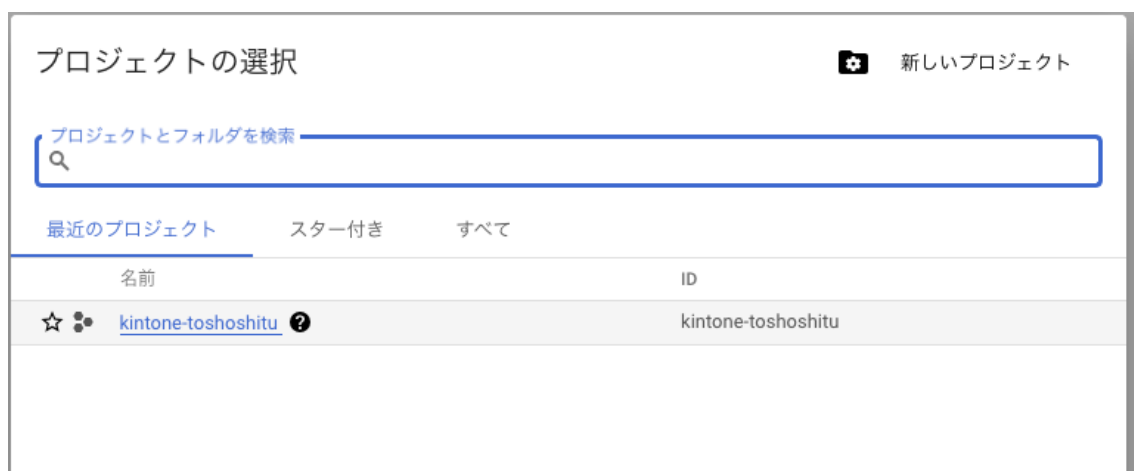 プロジェクトの選択
新しいプロジェクト
プロジェクトとフォルダを検索
最近のプロジェクト スター付き すべて
名前 ID
kintone-toshoshitu ? kintone-toshoshitu